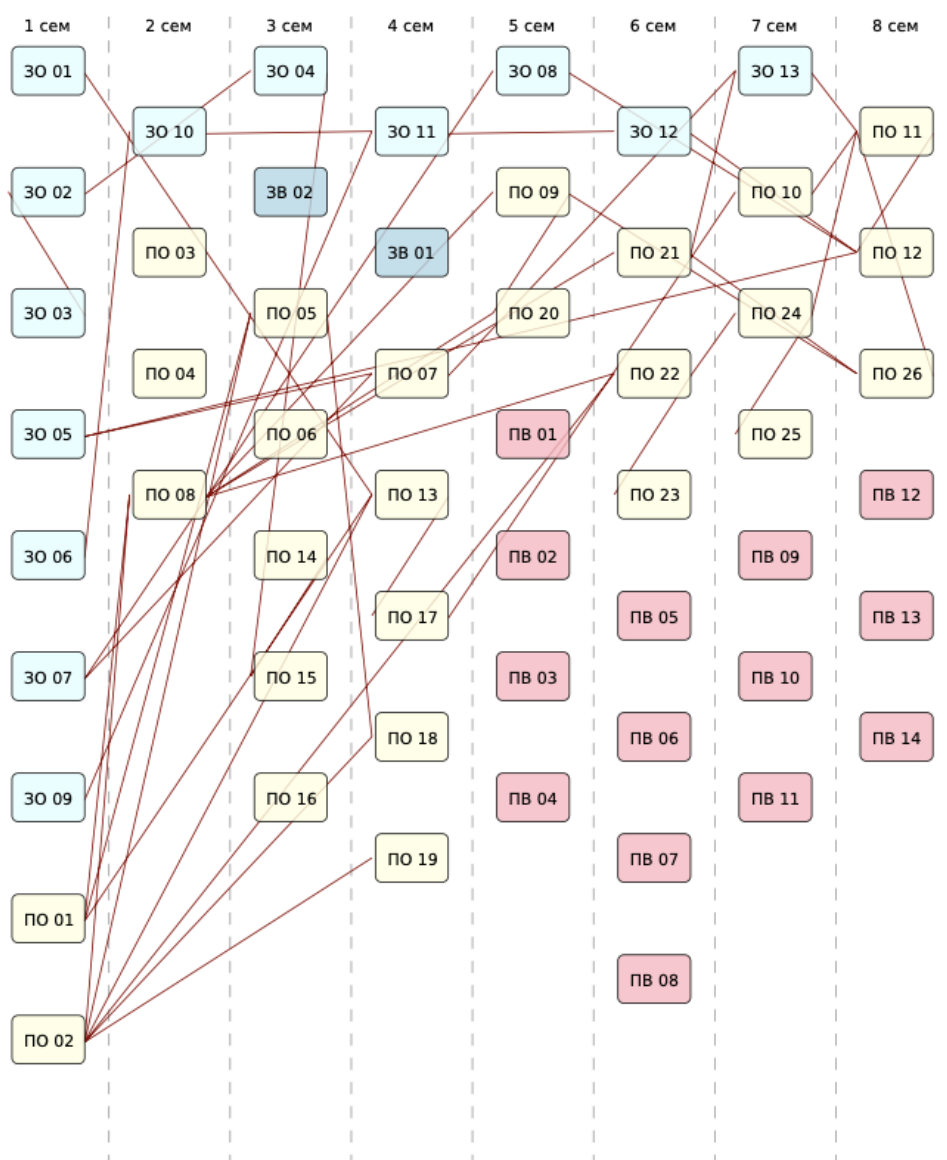 1 сем 2 сем 3 сем 4 сем 5 сем 6 сем 7 сем 8 сем
ЗО 01 ЗО 04 ЗО 08 ЗО 13
ЗО 10 ЗО 11 ЗО 12 ПО 11
ЗО 02 ЗВ 02 ПО 09 ПО 10
ПО 03 ЗВ 01 ПО 21 ПО 12
ЗО 03 ПО 05 ПО 20 ПО 24
ПО 04 ПО 07 ПО 22 ПО 26
ЗО 05 ПО 06 ПВ 01 ПО 25
ПО 08 ПО 13 ПО 23 ПВ 12
ЗО 06 ПО 14 ПВ 02 ПВ 09
ПО 17 ПВ 05 ПВ 13
ЗО 07 ПО 15 ПВ 03 ПВ 10
ПО 18 ПВ 06 ПВ 14
ЗО 09 ПО 16 ПВ 04 ПВ 11
ПО 19 ПВ 07
ПО 01
ПВ 08
ПО 02